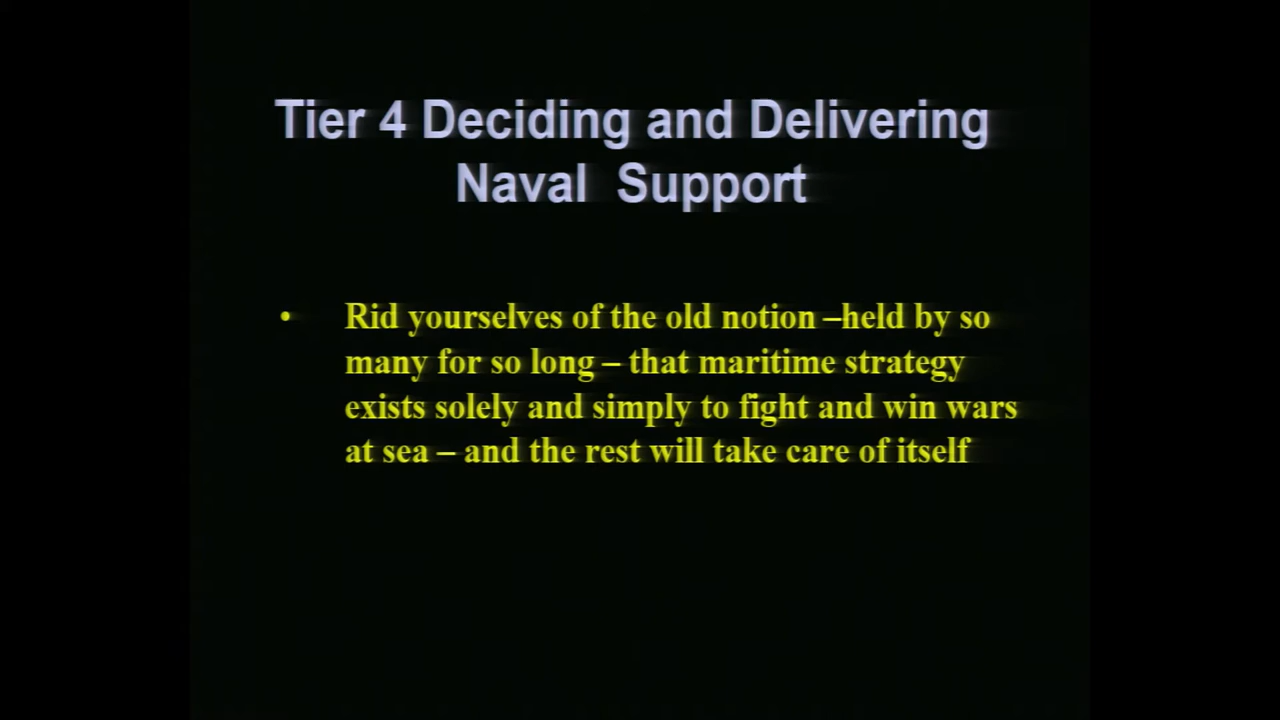 Tier 4 Deciding and Delivering
Naval Support
• Rid yourselves of the old notion –held by so
many for so long – that maritime strategy
exists solely and simply to fight and win wars
at sea – and the rest will take care of itself